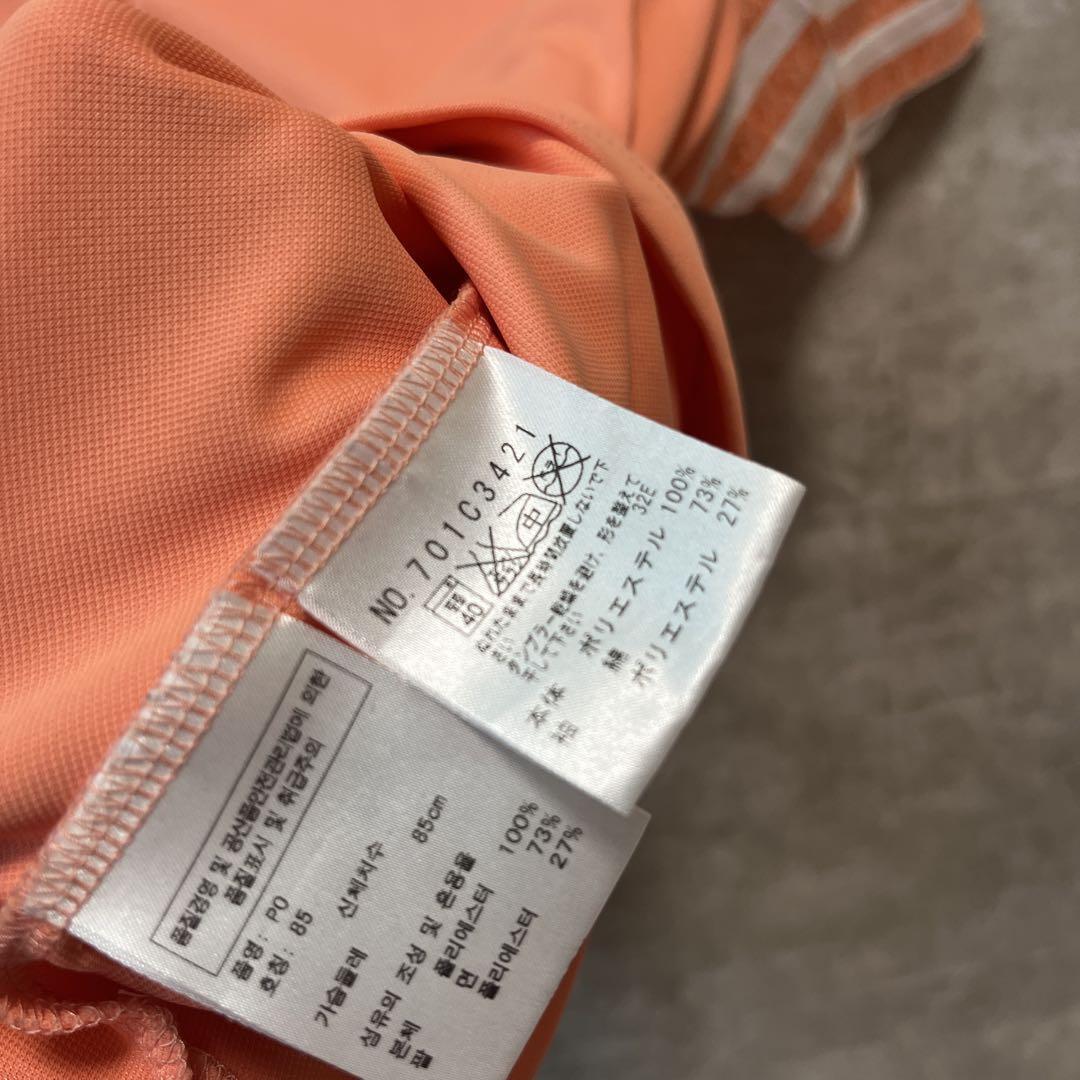 NO. 701C3421
40
中
ぬれたままで長時間放置しないで下
さい
タンブラー乾燥を避け、形を整えて
干して下さい
32E
本体 ポリエステル 100%
袖 綿 73%
ポリエステル 27%
품질경영 및 공산품안전관리법에 의한
품질표시 및 취급주의
품명: PO
호칭: 85
신체치수
가슴둘레 85cm
섬유의 조성 및 혼용률
본체 폴리에스터 100%
팔 면 73%
폴리에스터 27%